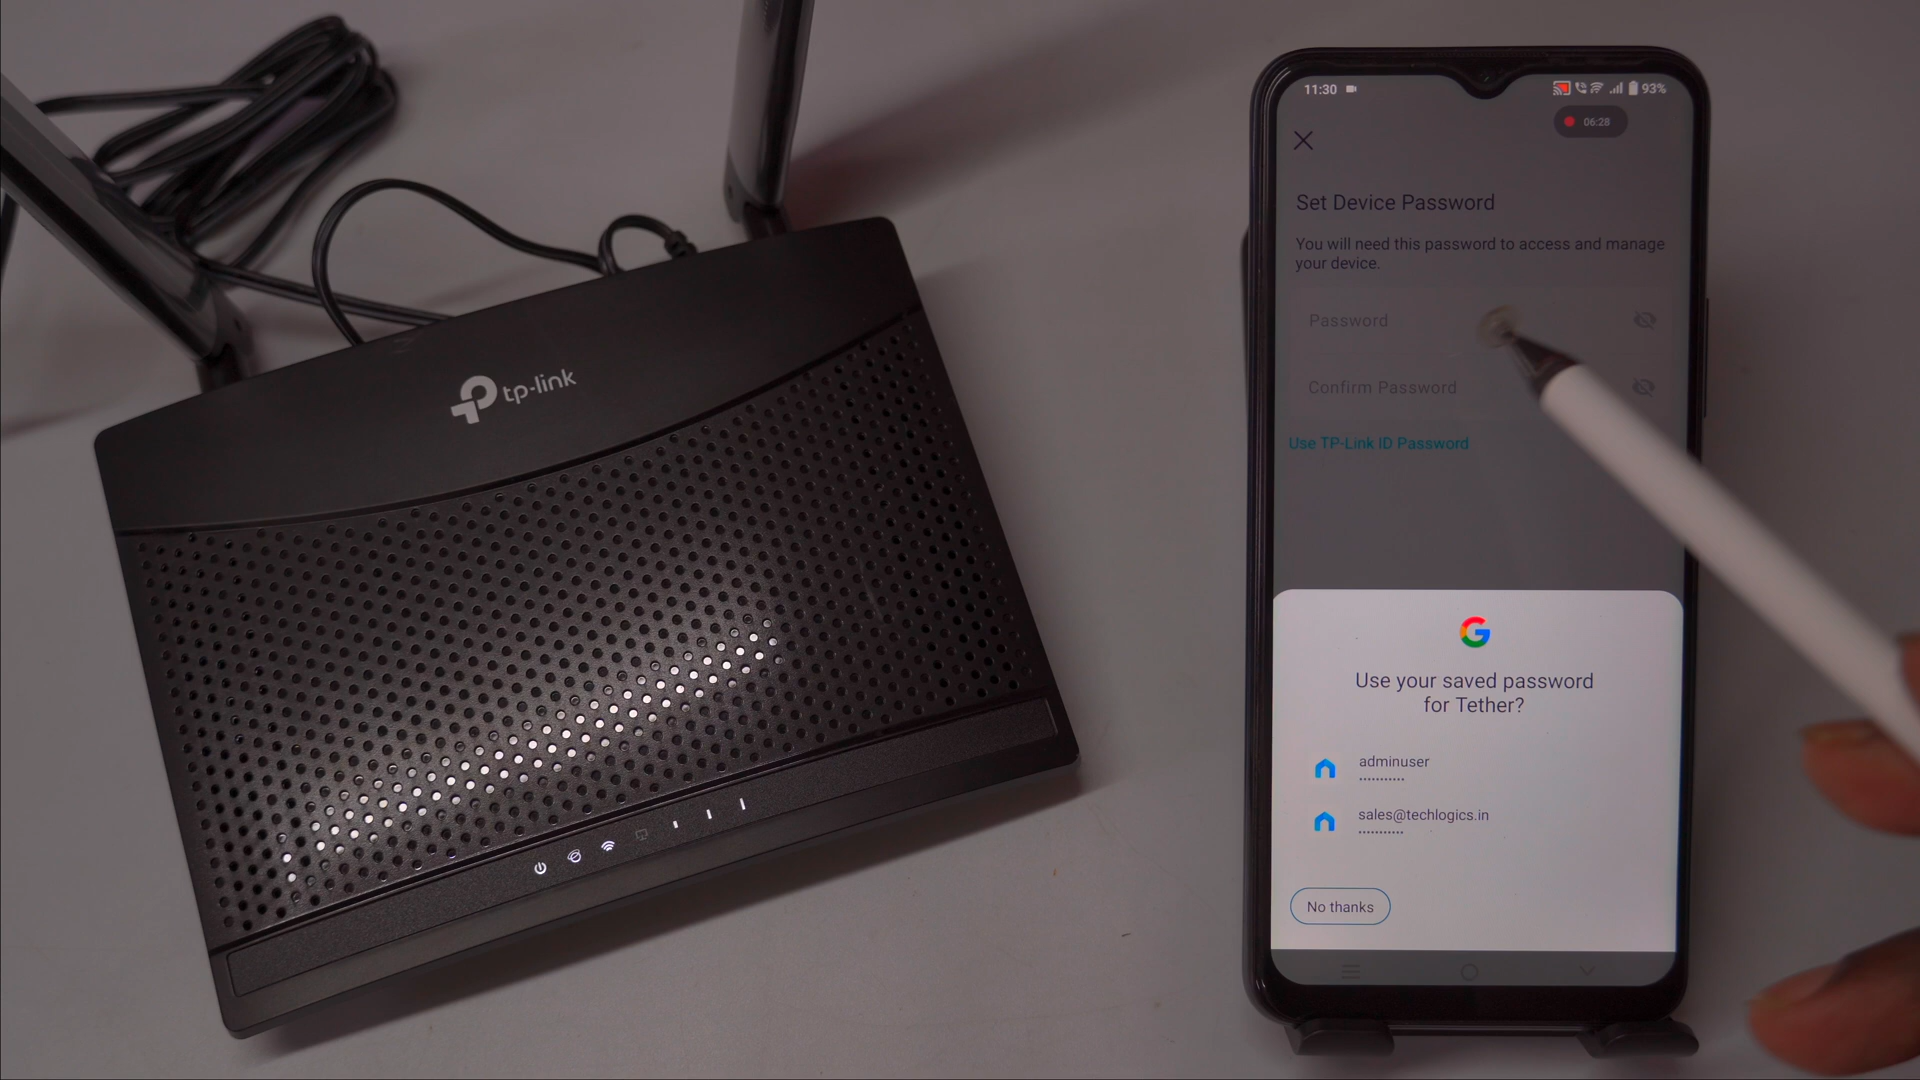 tp-link
11:30
93%
06:28
Set Device Password
You will need this password to access and manage
your device.
Password
Confirm Password
Use TP-Link ID Password
G
Use your saved password
for Tether?
adminuser
•••••••••••
sales@techlogics.in
•••••••••••
No thanks